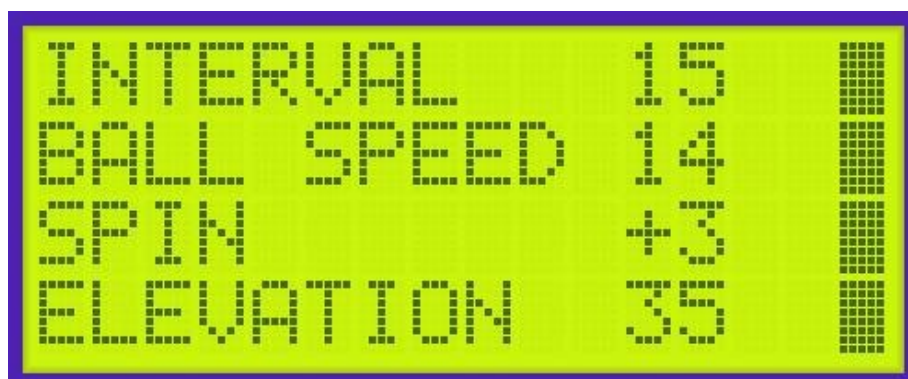 INTERVAL 15
BALL SPEED 14
SPIN +3
ELEVATION 35